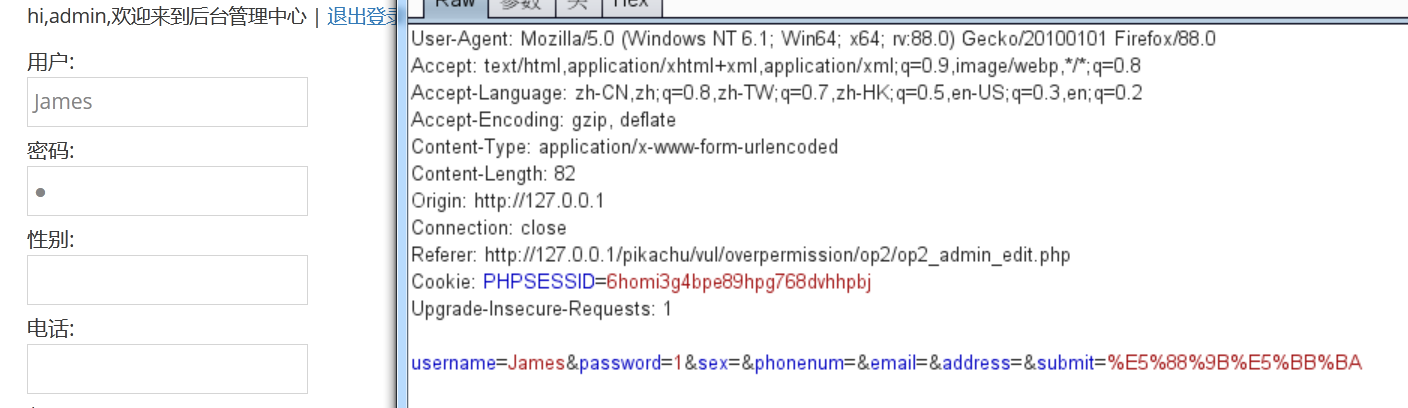 hi,admin,欢迎来到后台管理中心 | 退出登录
用户:
James
密码:
性别:
电话:
Raw 参数 头 Hex
User-Agent: Mozilla/5.0 (Windows NT 6.1; Win64; x64; rv:88.0) Gecko/20100101 Firefox/88.0
Accept: text/html,application/xhtml+xml,application/xml;q=0.9,image/webp,*/*;q=0.8
Accept-Language: zh-CN,zh;q=0.8,zh-TW;q=0.7,zh-HK;q=0.5,en-US;q=0.3,en;q=0.2
Accept-Encoding: gzip, deflate
Content-Type: application/x-www-form-urlencoded
Content-Length: 82
Origin: http://127.0.0.1
Connection: close
Referer: http://127.0.0.1/pikachu/vul/overpermission/op2/op2_admin_edit.php
Cookie: PHPSESSID=6homi3g4bpe89hpg768dvhhpbj
Upgrade-Insecure-Requests: 1
username=James&password=1&sex=&phonenum=&email=&address=&submit=%E5%88%9B%E5%BB%BA